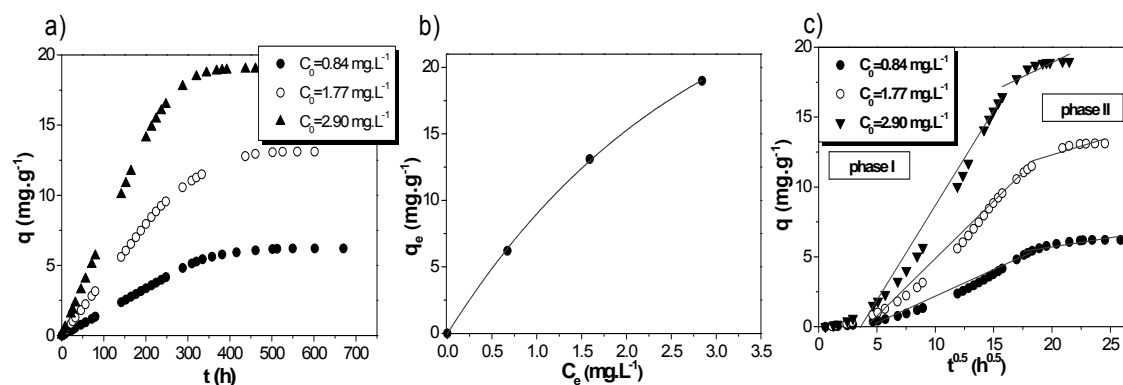 a)
q (mg.g⁻¹)
20
15
10
5
0
0 100 200 300 400 500 600 700
t (h)
C₀=0.84 mg.L⁻¹
C₀=1.77 mg.L⁻¹
C₀=2.90 mg.L⁻¹
b)
qₑ (mg.g⁻¹)
20
15
10
5
0
0.0 0.5 1.0 1.5 2.0 2.5 3.0 3.5
Cₑ (mg.L⁻¹)
c)
q (mg.g⁻¹)
20
15
10
5
0
0 5 10 15 20 25
t⁰·⁵ (h⁰·⁵)
C₀=0.84 mg.L⁻¹
C₀=1.77 mg.L⁻¹
C₀=2.90 mg.L⁻¹
phase I
phase II